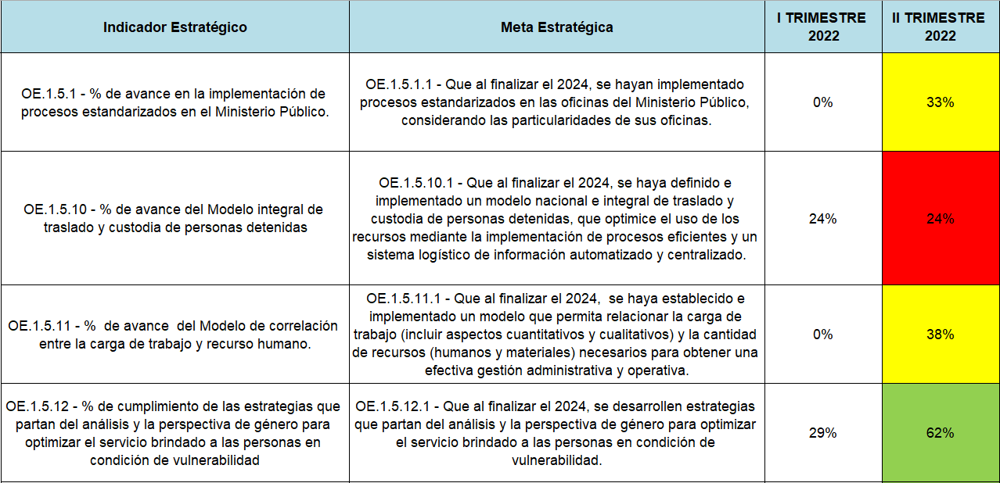 Indicador Estratégico
Meta Estratégica
I TRIMESTRE
2022
II TRIMESTRE
2022
OE.1.5.1 - % de avance en la implementación de
procesos estandarizados en el Ministerio Público.
OE.1.5.1.1 - Que al finalizar el 2024, se hayan implementado
procesos estandarizados en las oficinas del Ministerio Público,
considerando las particularidades de sus oficinas.
0%
33%
OE.1.5.10 - % de avance del Modelo integral de
traslado y custodia de personas detenidas
OE.1.5.10.1 - Que al finalizar el 2024, se haya definido e
implementado un modelo nacional e integral de traslado y
custodia de personas detenidas, que optimice el uso de los
recursos mediante la implementación de procesos eficientes y un
sistema logístico de información automatizado y centralizado.
24%
24%
OE.1.5.11 - %  de avance  del Modelo de correlación
entre la carga de trabajo y recurso humano.
OE.1.5.11.1 - Que al finalizar el 2024,  se haya establecido e
implementado un modelo que permita relacionar la carga de
trabajo (incluir aspectos cuantitativos y cualitativos) y la cantidad
de recursos (humanos y materiales) necesarios para obtener una
efectiva gestión administrativa y operativa.
0%
38%
OE.1.5.12 - % de cumplimiento de las estrategias que
partan del análisis y la perspectiva de género para
optimizar el servicio brindado a las personas en
condición de vulnerabilidad
OE.1.5.12.1 - Que al finalizar el 2024, se desarrollen estrategias
que partan del análisis y la perspectiva de género para optimizar
el servicio brindado a las personas en condición de
vulnerabilidad.
29%
62%